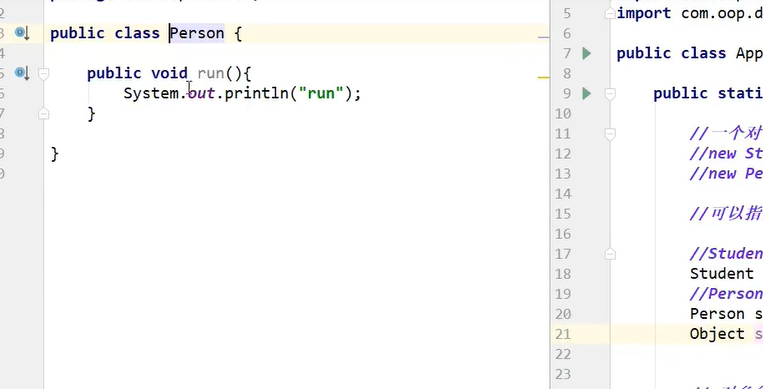 2
3 public class Person {
4
5 public void run(){
6 System.out.println("run");
7 }
8
9 }
0
5
6 import com.oop.d
7 public class App
8
9 public stati
10
11 //一个对
12 //new St
13 //new Pe
14
15 //可以指
16
17 //Studen
18 Student
19 //Person
20 Person s
21 Object s
22
23